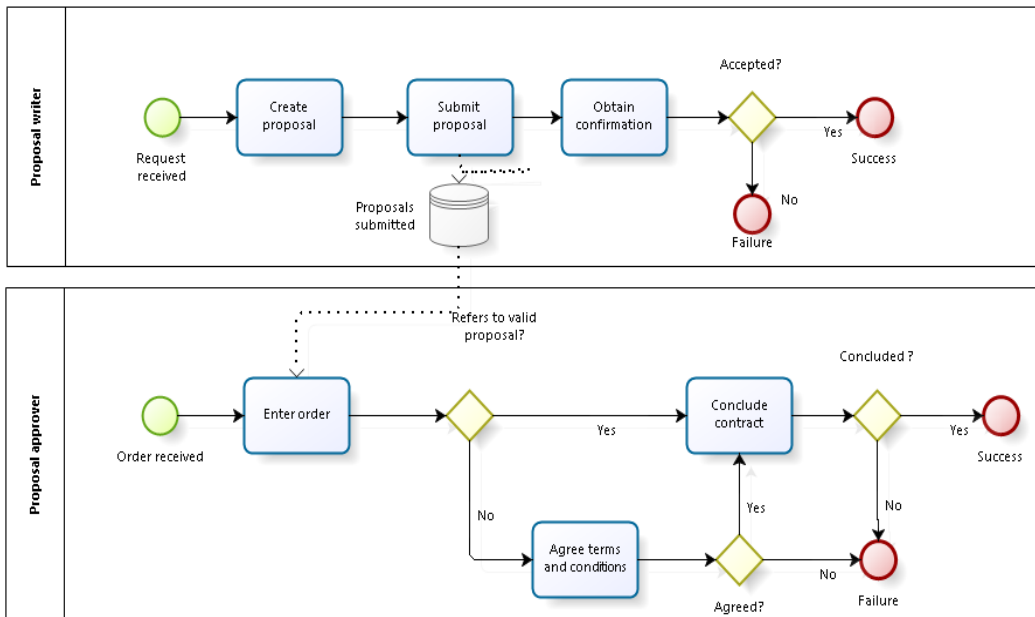 Proposal writer
Request
received
Create
proposal
Submit
proposal
Obtain
confirmation
Accepted?
Yes
Success
No
Failure
Proposals
submitted
Proposal approver
Refers to valid
proposal?
Order received
Enter order
Yes
No
Conclude
contract
Concluded ?
Yes
Success
No
Agree terms
and conditions
Yes
Agreed?
No
Failure